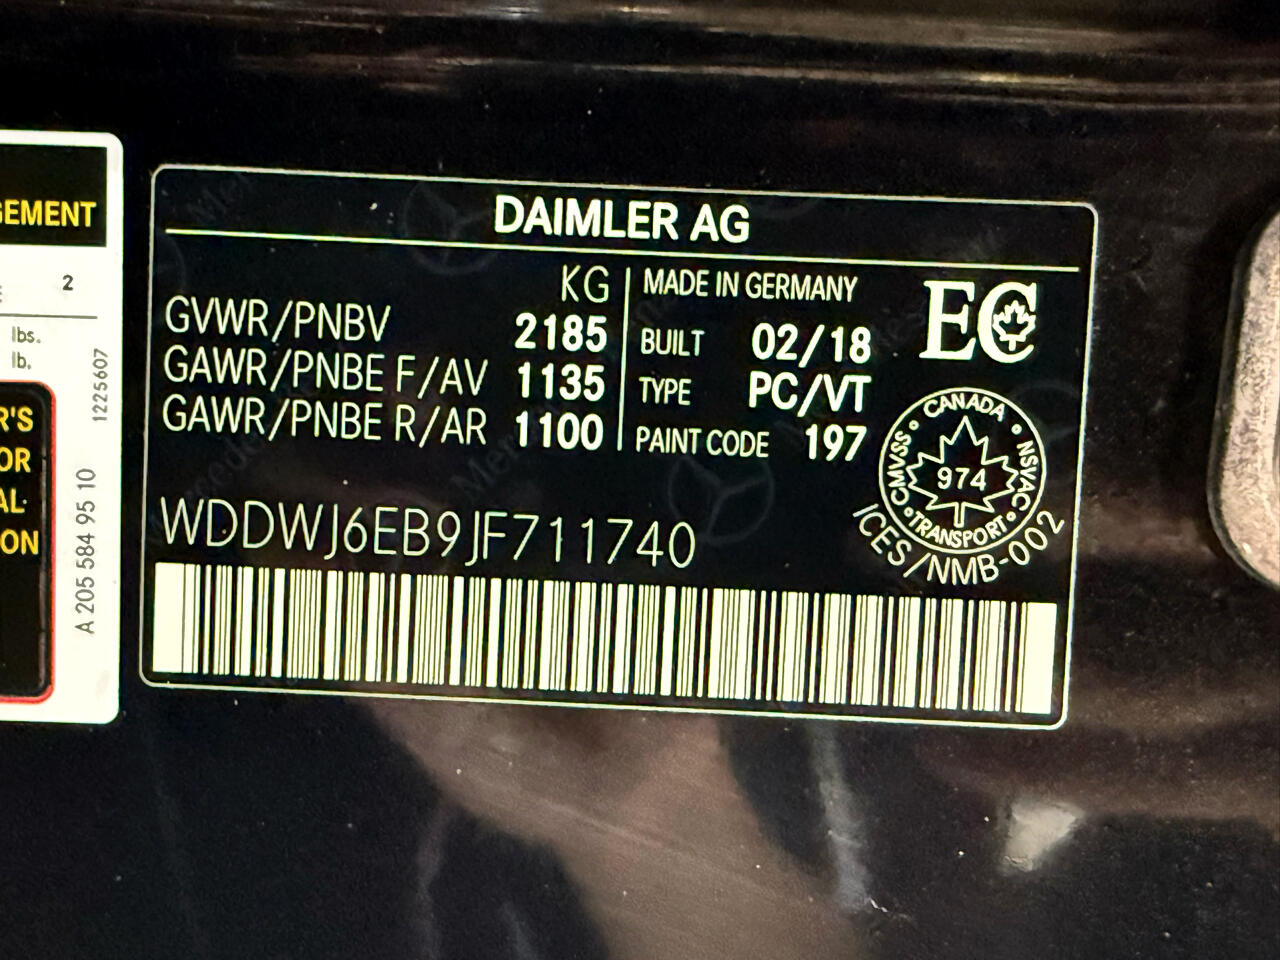 GEMENT
2
lbs.
lb.
1225607
R'S
OR
AL
ON
A 205 584 95 10
DAIMLER AG
KG
GVWR/PNBV 2185
GAWR/PNBE F/AV 1135
GAWR/PNBE R/AR 1100
MADE IN GERMANY
BUILT 02/18
TYPE PC/VT
PAINT CODE 197
EC
CANADA
CMVSS
NSVAC
974
TRANSPORT
ICES/NMB-002
WDDWJ6EB9JF711740